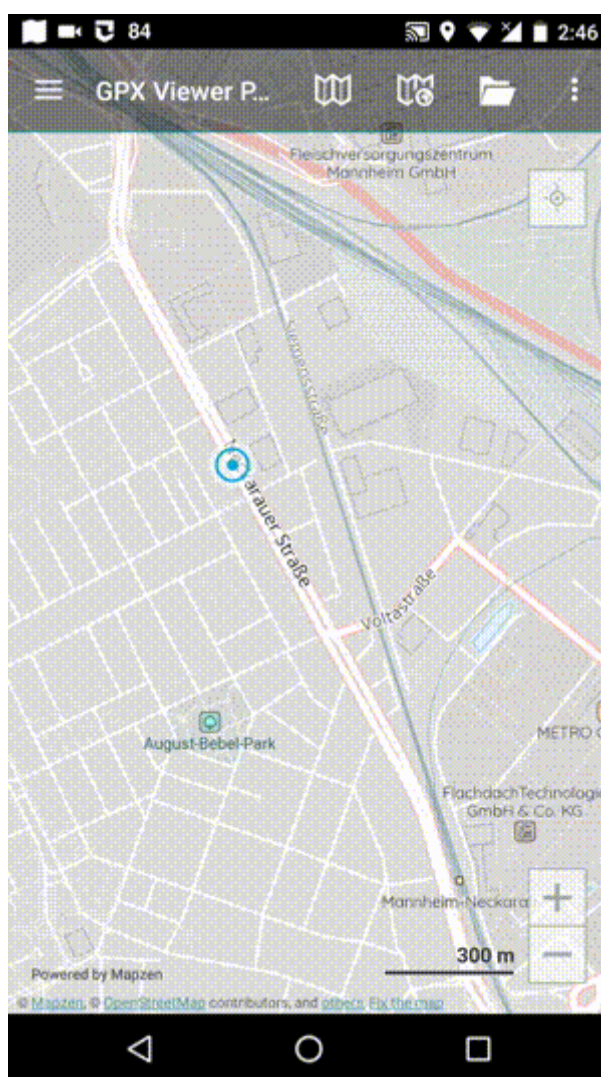 84
2:46
GPX Viewer P...
Fleischversorgungszentrum
Mannheim GmbH
Siemensstraße
arauer Straße
Voltastraße
August-Bebel-Park
METRO
FlachdachTechnologie
GmbH & Co. KG
Mannheim-Neckara
300 m
Powered by Mapzen
© Mapzen, © OpenStreetMap contributors, and others, Fix the map